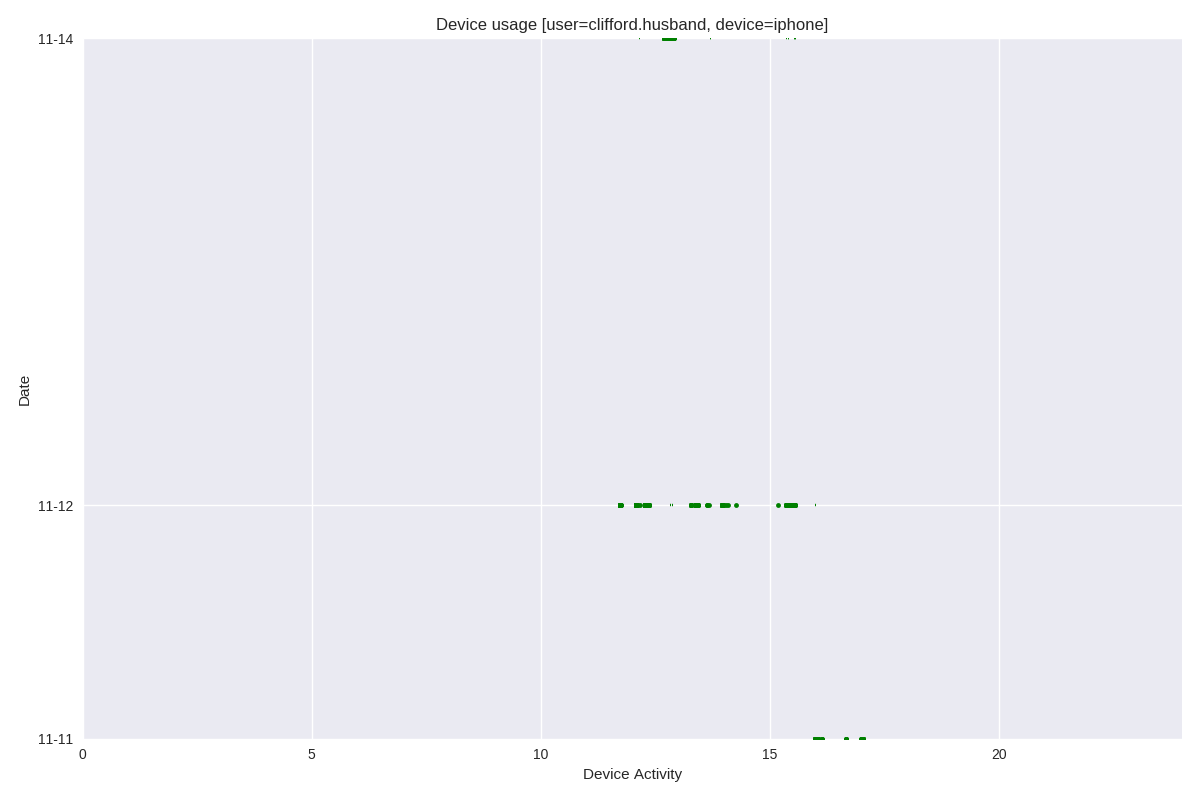 Device usage [user=clifford.husband, device=iphone]
11-14
Date
11-12
11-11
0 5 10 15 20
Device Activity